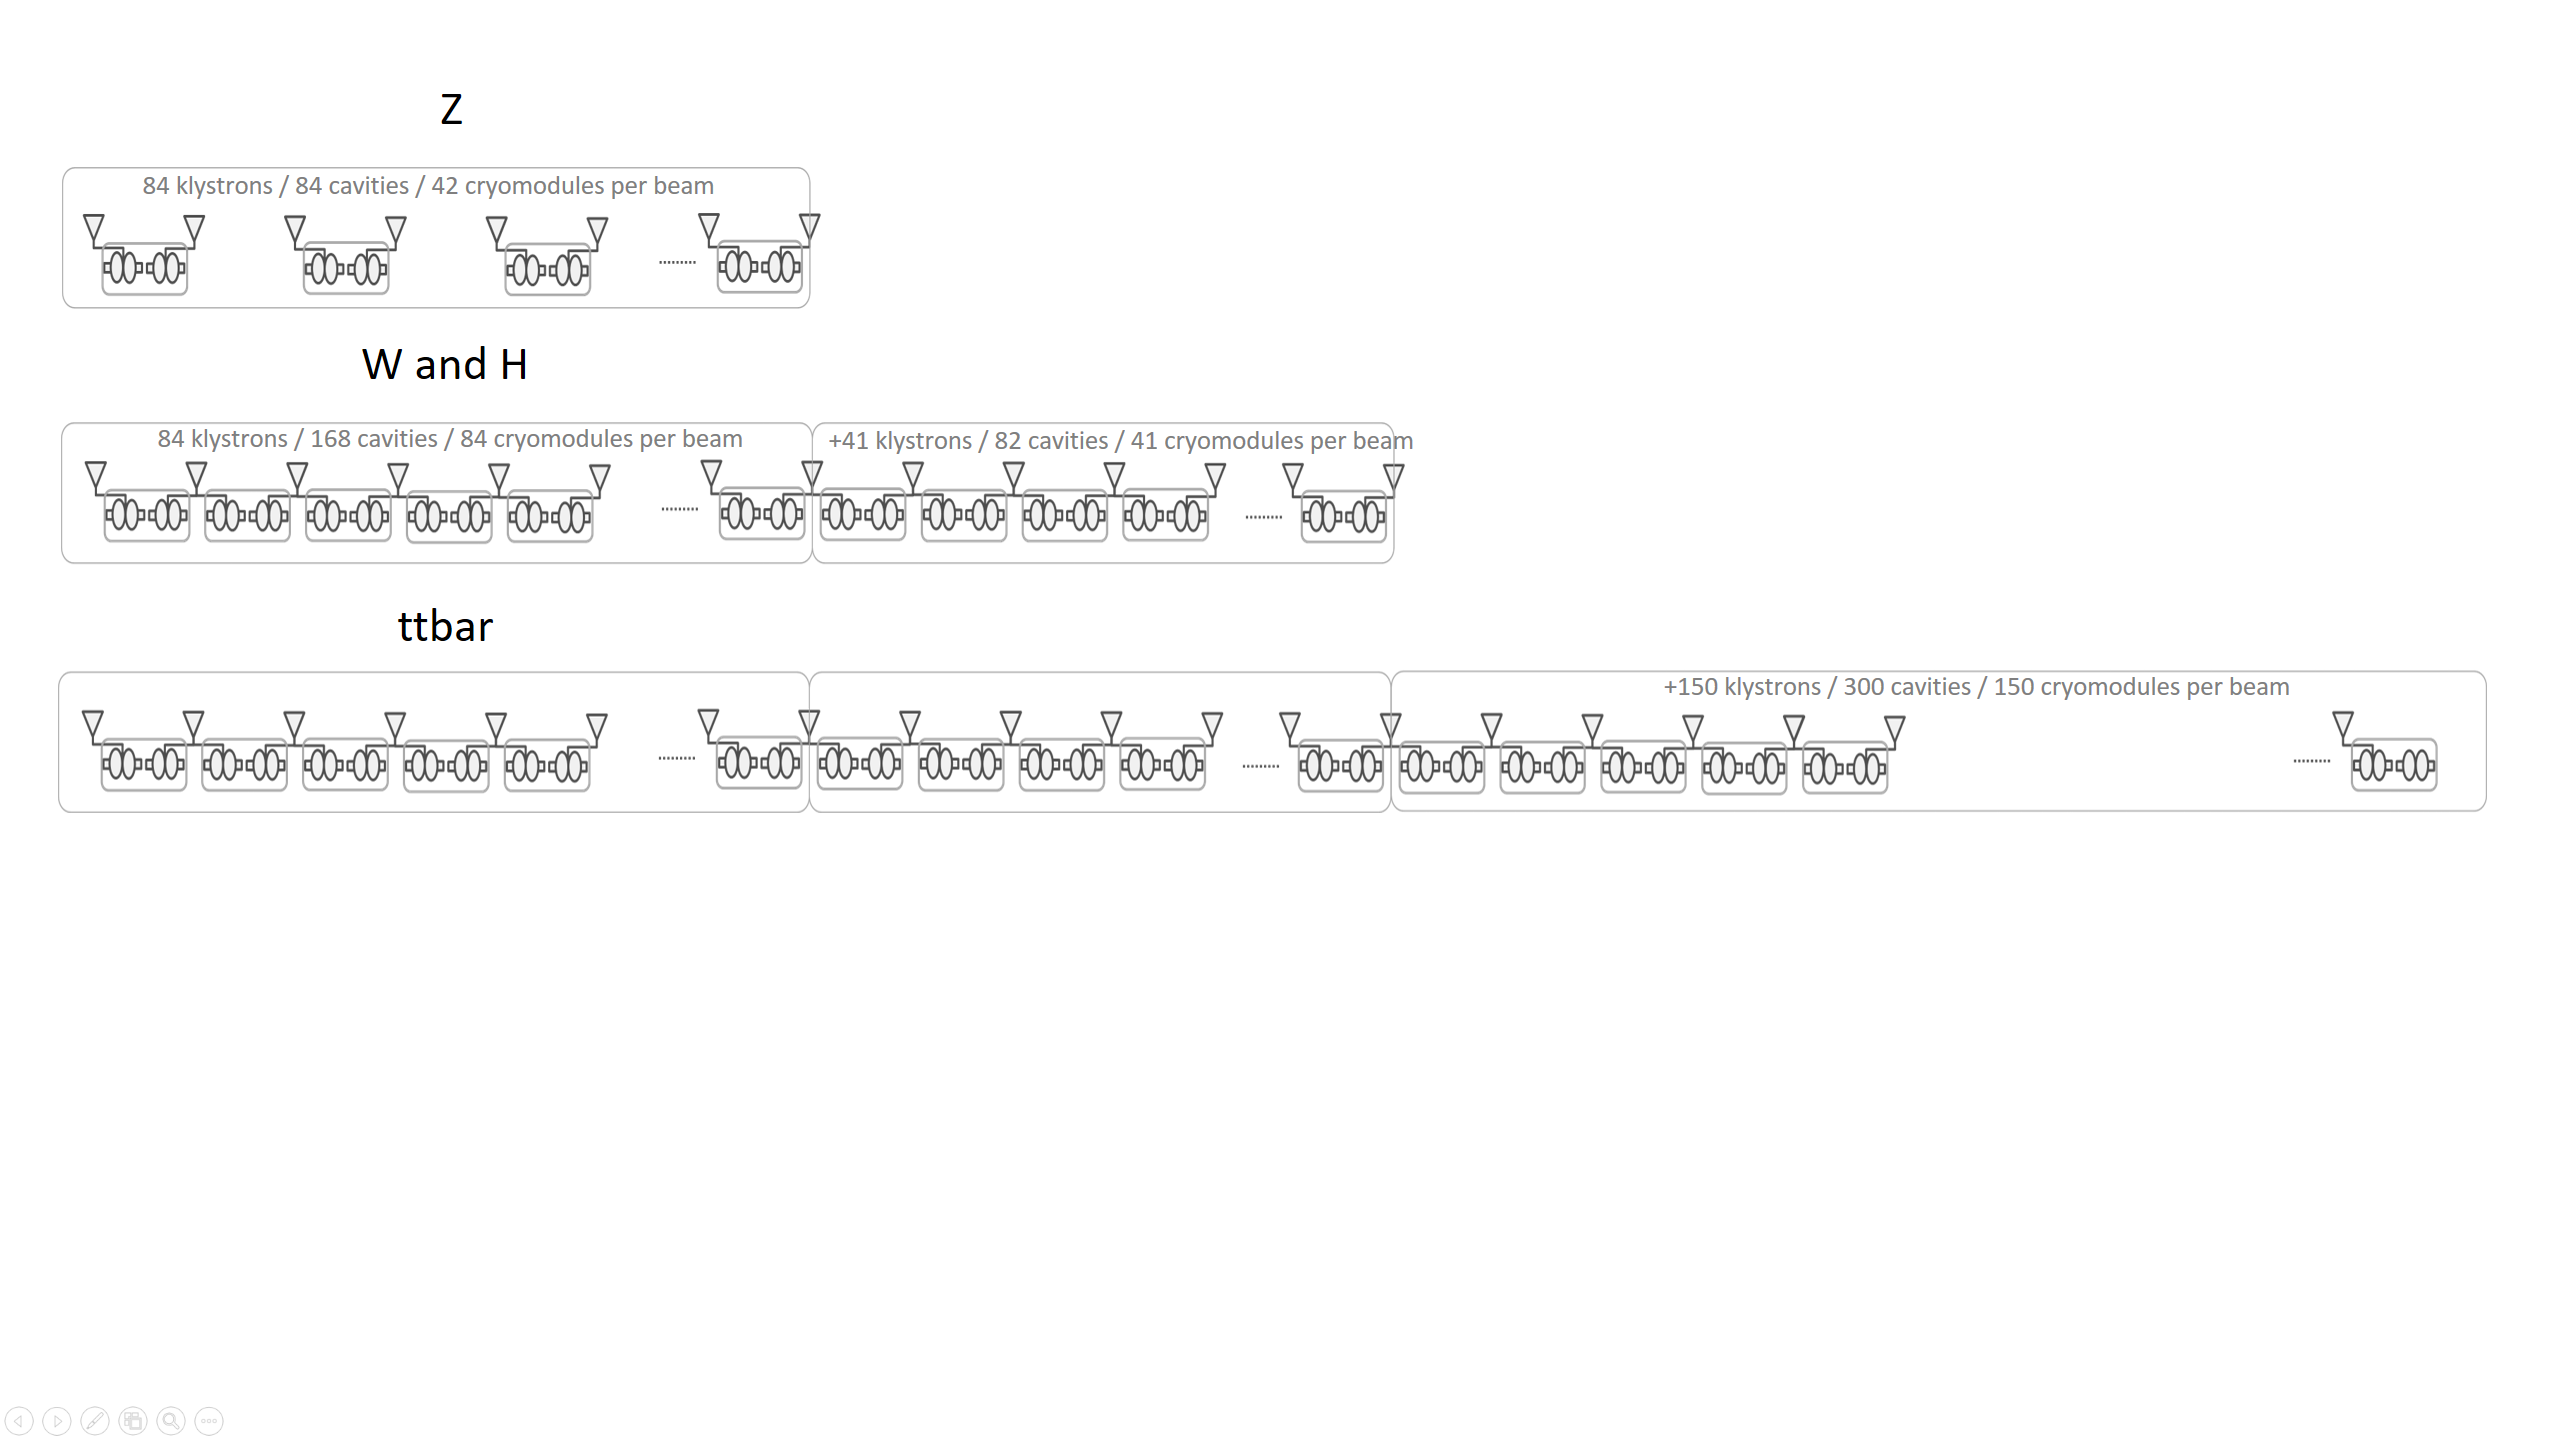 Z
84 klystrons / 84 cavities / 42 cryomodules per beam
W and H
84 klystrons / 168 cavities / 84 cryomodules per beam
+41 klystrons / 82 cavities / 41 cryomodules per beam
ttbar
+150 klystrons / 300 cavities / 150 cryomodules per beam